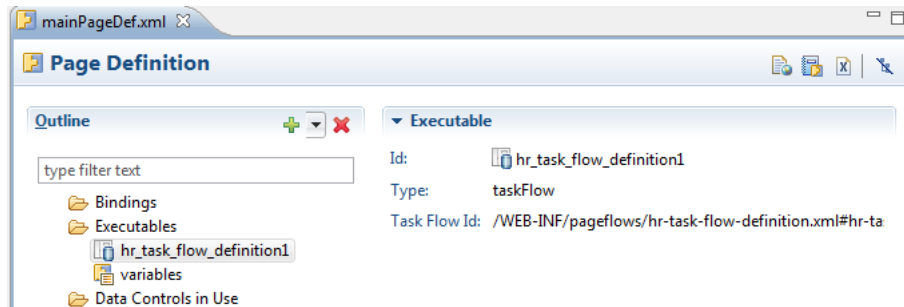 mainPageDef.xml
Page Definition
Outline
type filter text
Bindings
Executables
hr_task_flow_definition1
variables
Data Controls in Use
Executable
Id: hr_task_flow_definition1
Type: taskFlow
Task Flow Id: /WEB-INF/pageflows/hr-task-flow-definition.xml#hr-ta